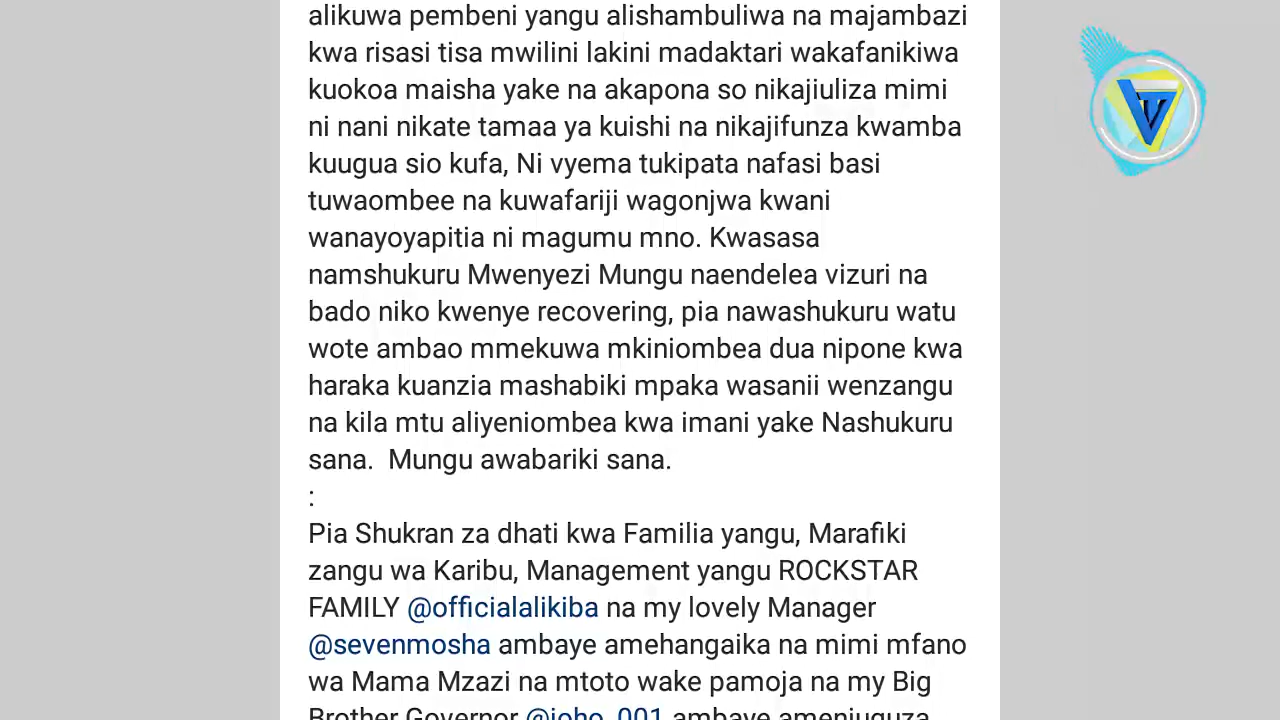 alikuwa pembeni yangu alishambuliwa na majambazi
kwa risasi tisa mwilini lakini madaktari wakafanikiwa
kuokoa maisha yake na akapona so nikajiuliza mimi
ni nani nikate tamaa ya kuishi na nikajifunza kwamba
kuugua sio kufa, Ni vyema tukipata nafasi basi
tuwaombee na kuwafariji wagonjwa kwani
wanayoyapitia ni magumu mno. Kwasasa
namshukuru Mwenyezi Mungu naendelea vizuri na
bado niko kwenye recovering, pia nawashukuru watu
wote ambao mmekuwa mkiniombea dua nipone kwa
haraka kuanzia mashabiki mpaka wasanii wenzangu
na kila mtu aliyeniombea kwa imani yake Nashukuru
sana.  Mungu awabariki sana.
:
Pia Shukran za dhati kwa Familia yangu, Marafiki
zangu wa Karibu, Management yangu ROCKSTAR
FAMILY @officialalikiba na my lovely Manager
@sevenmosha ambaye amehangaika na mimi mfano
wa Mama Mzazi na mtoto wake pamoja na my Big
Brother Governor @joho_001 ambaye ameniuguza